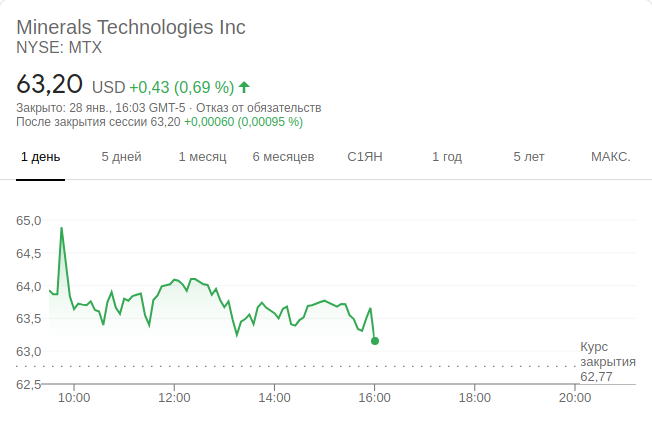 Minerals Technologies Inc
NYSE: MTX
63,20 USD +0,43 (0,69 %)
Закрыто: 28 янв., 16:03 GMT-5 · Отказ от обязательств
После закрытия сессии 63,20 +0,00060 (0,00095 %)
1 день 5 дней 1 месяц 6 месяцев С1ЯН 1 год 5 лет МАКС.
65,0
64,5
64,0
63,5
63,0
62,5
Курс
закрытия
62,77
10:00 12:00 14:00 16:00 18:00 20:00